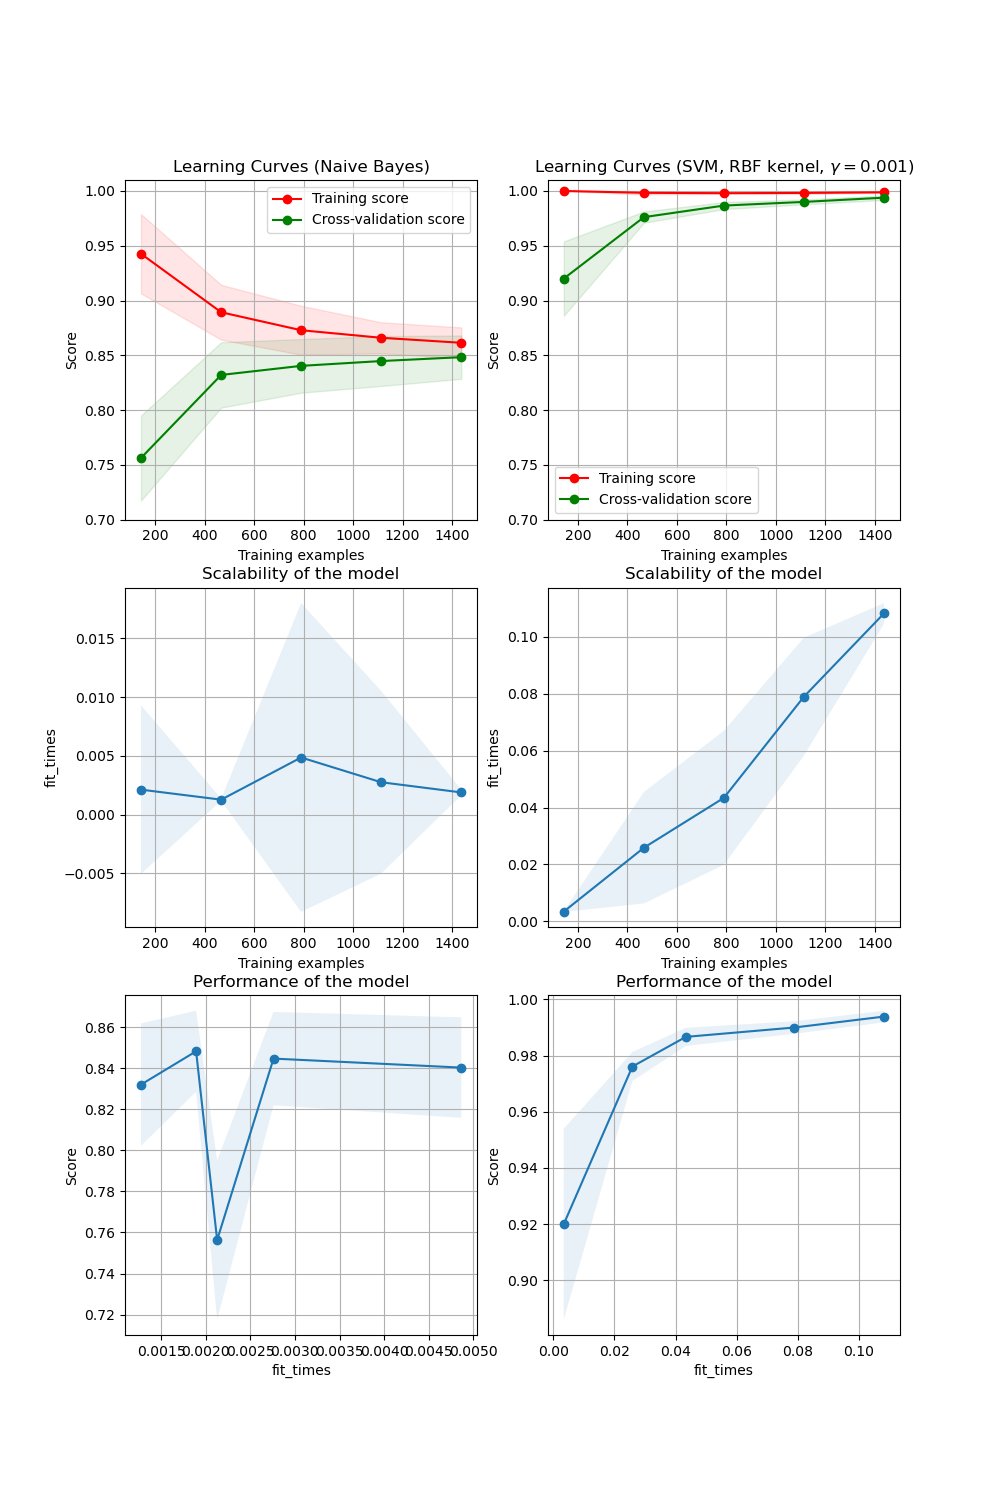 Learning Curves (Naive Bayes)
1.00
0.95
0.90
0.85
0.80
0.75
0.70
Score
Training score
Cross-validation score
200 400 600 800 1000 1200 1400
Training examples
Learning Curves (SVM, RBF kernel, γ = 0.001)
1.00
0.95
0.90
0.85
0.80
0.75
0.70
Score
Training score
Cross-validation score
200 400 600 800 1000 1200 1400
Training examples
Scalability of the model
0.015
0.010
0.005
0.000
−0.005
fit_times
200 400 600 800 1000 1200 1400
Training examples
Scalability of the model
0.10
0.08
0.06
0.04
0.02
0.00
fit_times
200 400 600 800 1000 1200 1400
Training examples
Performance of the model
0.86
0.84
0.82
0.80
0.78
0.76
0.74
0.72
Score
0.0015 0.0020 0.0025 0.0030 0.0035 0.0040 0.0045 0.0050
fit_times
Performance of the model
1.00
0.98
0.96
0.94
0.92
0.90
Score
0.00 0.02 0.04 0.06 0.08 0.10
fit_times